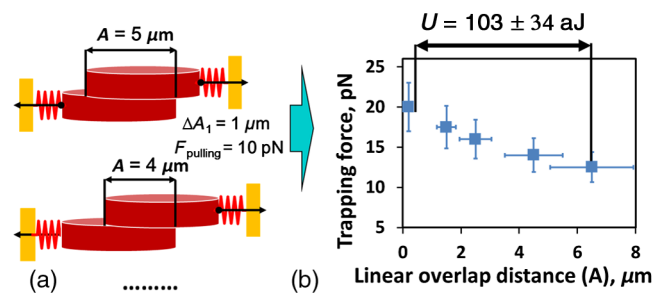 A = 5 μm
ΔA₁ = 1 μm
Fpulling = 10 pN
A = 4 μm
(a)
.........
(b)
U = 103 ± 34 aJ
Trapping force, pN
25
20
15
10
5
0 2 4 6 8
Linear overlap distance (A), μm